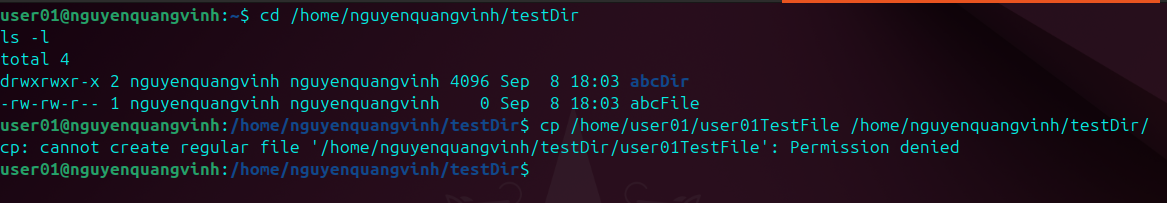 user01@nguyenquangvinh:~$ cd /home/nguyenquangvinh/testDir
ls -l
total 4
drwxrwxr-x 2 nguyenquangvinh nguyenquangvinh 4096 Sep  8 18:03 abcDir
-rw-rw-r-- 1 nguyenquangvinh nguyenquangvinh    0 Sep  8 18:03 abcFile
user01@nguyenquangvinh:/home/nguyenquangvinh/testDir$ cp /home/user01/user01TestFile /home/nguyenquangvinh/testDir/
cp: cannot create regular file '/home/nguyenquangvinh/testDir/user01TestFile': Permission denied
user01@nguyenquangvinh:/home/nguyenquangvinh/testDir$